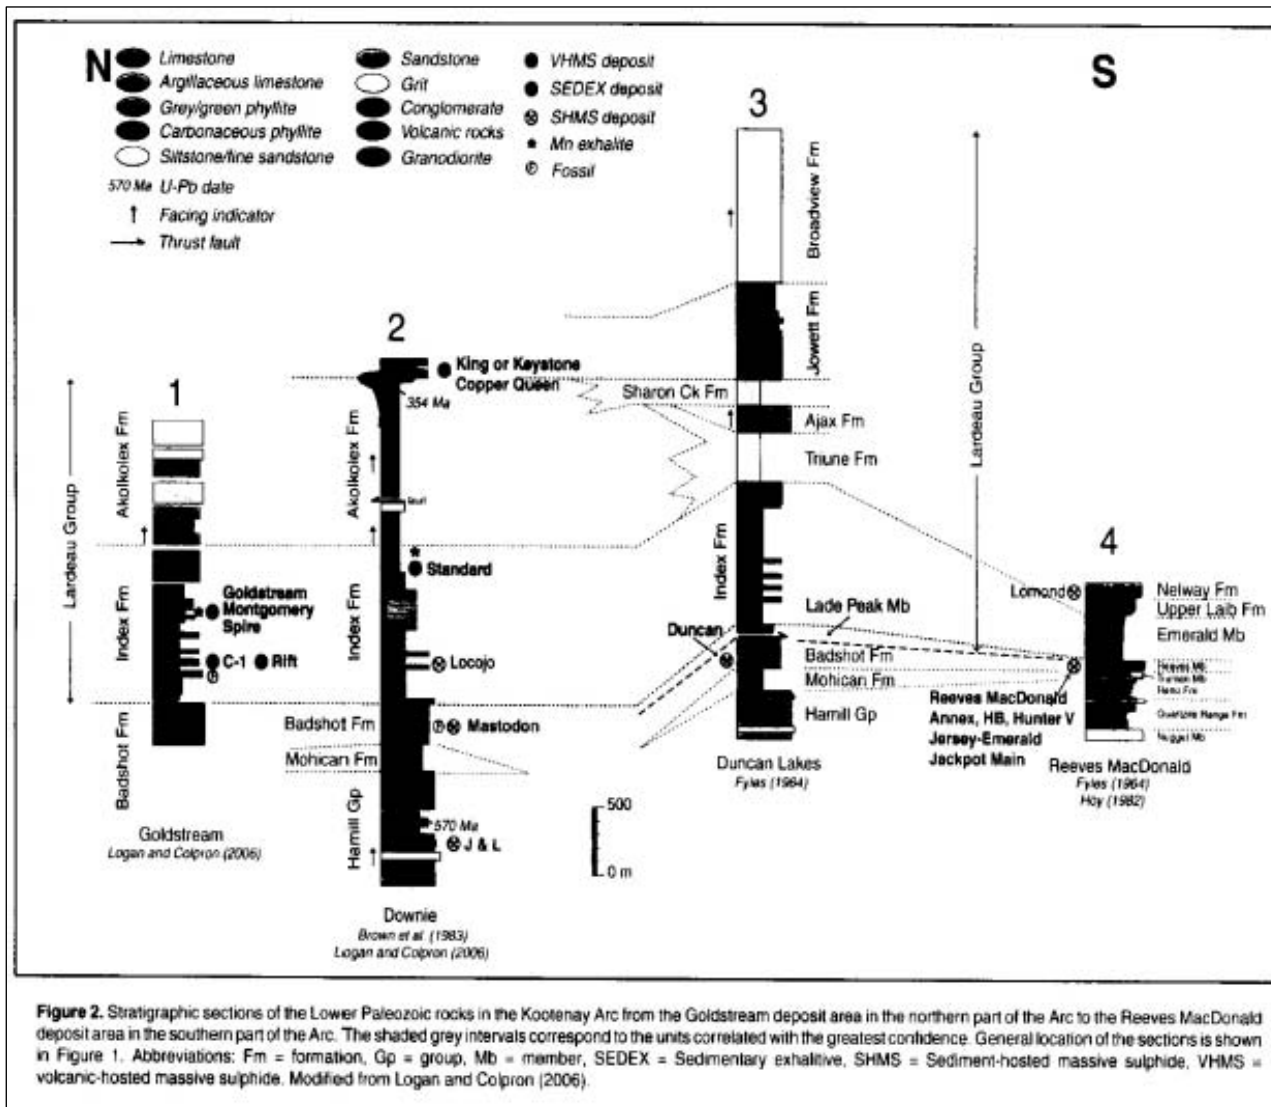 N
Limestone
Argillaceous limestone
Grey/green phyllite
Carbonaceous phyllite
Siltstone/fine sandstone
570 Ma U-Pb date
Facing indicator
Thrust fault
Sandstone
Grit
Conglomerate
Volcanic rocks
Granodiorite
VHMS deposit
SEDEX deposit
SHMS deposit
Mn exhalite
Fossil
S
1
Lardeau Group
Akolkolex Fm
Index Fm
Badshot Fm
Goldstream
Montgomery
Spire
C-1
Rift
Goldstream
Logan and Colpron (2006)
2
King or Keystone
Copper Queen
354 Ma
Akolkolex Fm
Index Fm
Standard
Locojo
Badshot Fm
Mastodon
Mohican Fm
Hamill Gp
570 Ma
J & L
Downie
Brown et al. (1983)
Logan and Colpron (2006)
3
Broadview Fm
Jowett Fm
Sharon Ck Fm
Ajax Fm
Triune Fm
Index Fm
Lade Peak Mb
Duncan
Badshot Fm
Mohican Fm
Hamill Gp
Duncan Lakes
Fyles (1964)
500
0 m
Lardeau Group
4
Lomond
Nelway Fm
Upper Laib Fm
Emerald Mb
Reeves Mb
Truman Mb
Reno Fm
Quartzite Range Fm
Nugget Mb
Reeves MacDonald
Annex, HB, Hunter V
Jersey-Emerald
Jackpot Main
Reeves MacDonald
Fyles (1964)
Hoy (1982)
Figure 2. Stratigraphic sections of the Lower Paleozoic rocks in the Kootenay Arc from the Goldstream deposit area in the northern part of the Arc to the Reeves MacDonald
deposit area in the southern part of the Arc. The shaded grey intervals correspond to the units correlated with the greatest confidence. General location of the sections is shown
in Figure 1. Abbreviations: Fm = formation, Gp = group, Mb = member, SEDEX = Sedimentary exhalitive, SHMS = Sediment-hosted massive sulphide, VHMS =
volcanic-hosted massive sulphide. Modified from Logan and Colpron (2006).